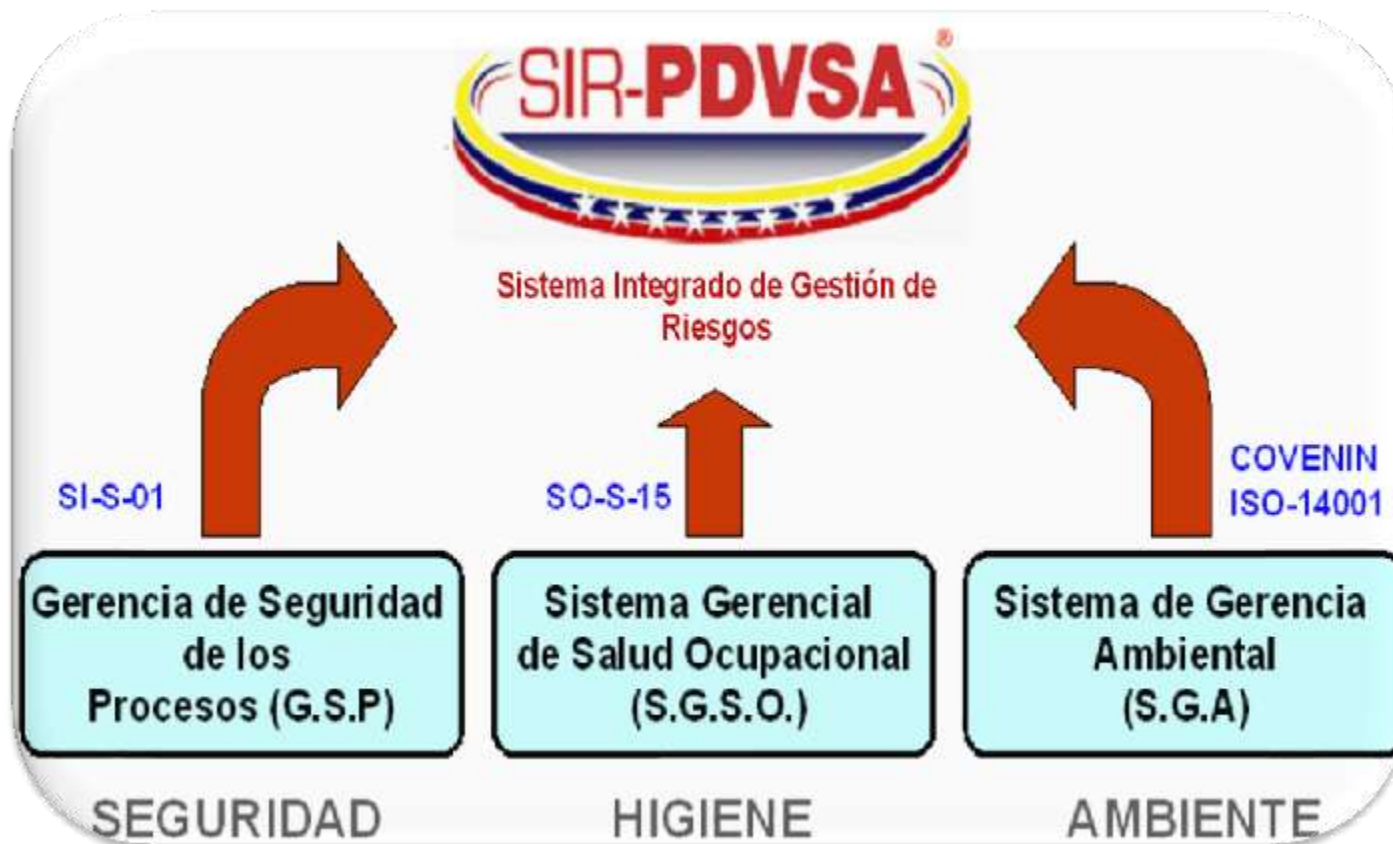 SIR-PDVSA®
Sistema Integrado de Gestión de
Riesgos
SI-S-01
SO-S-15
COVENIN
ISO-14001
Gerencia de Seguridad
de los
Procesos (G.S.P)
Sistema Gerencial
de Salud Ocupacional
(S.G.S.O.)
Sistema de Gerencia
Ambiental
(S.G.A)
SEGURIDAD
HIGIENE
AMBIENTE